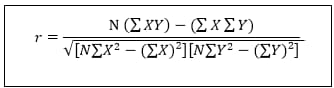 r = N (∑ XY) − (∑ X ∑ Y) / √[N∑X² − (∑X)²][N∑Y² − (∑Y)²]